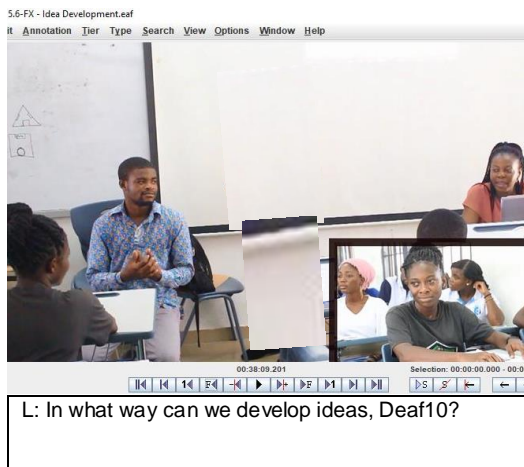 5.6-FX - Idea Development.eaf
it Annotation Tier Type Search View Options Window Help
00:38:09.201
Selection: 00:00:00.000 - 00:0
L: In what way can we develop ideas, Deaf10?